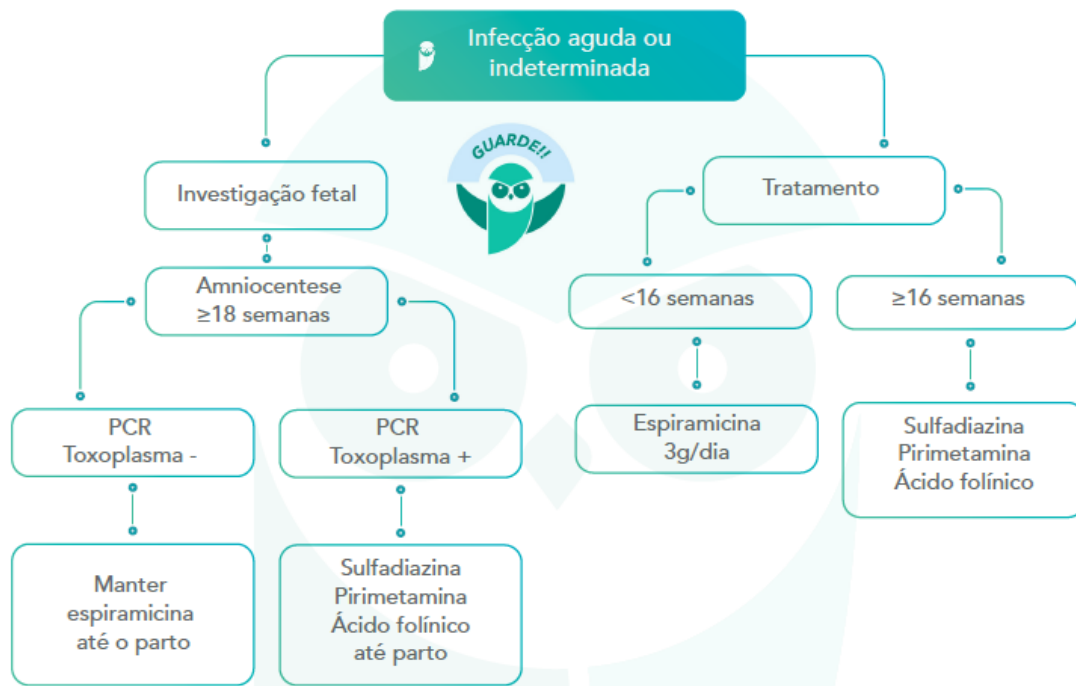 Infecção aguda ou
indeterminada
GUARDE!!
Investigação fetal
Tratamento
Amniocentese
≥18 semanas
<16 semanas
≥16 semanas
PCR
Toxoplasma -
PCR
Toxoplasma +
Espiramicina
3g/dia
Sulfadiazina
Pirimetamina
Ácido folínico
Manter
espiramicina
até o parto
Sulfadiazina
Pirimetamina
Ácido folínico
até parto